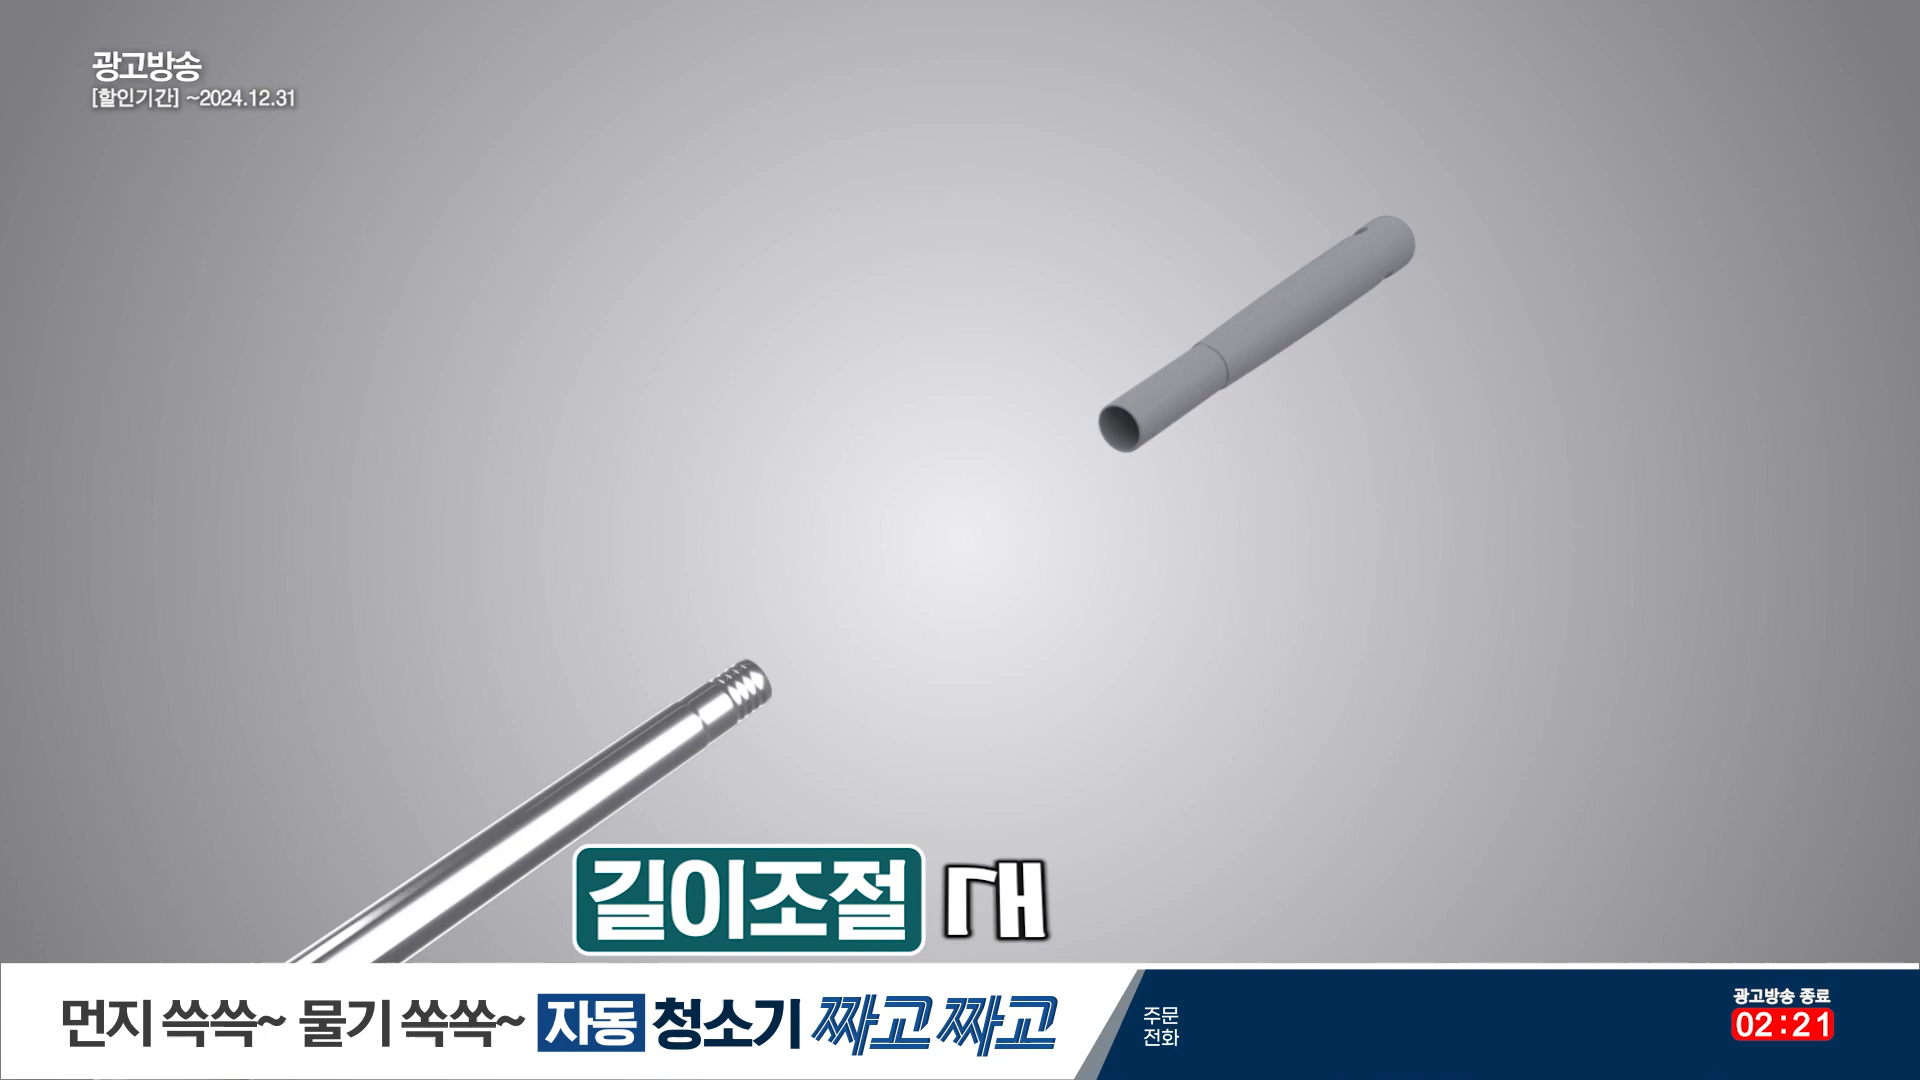 광고방송
[할인기간] ~2024.12.31
길이조절 대
먼지 쓱쓱~ 물기 쏙쏙~ 자동 청소기 짜고 짜고
주문
전화
광고방송 종료
02:21